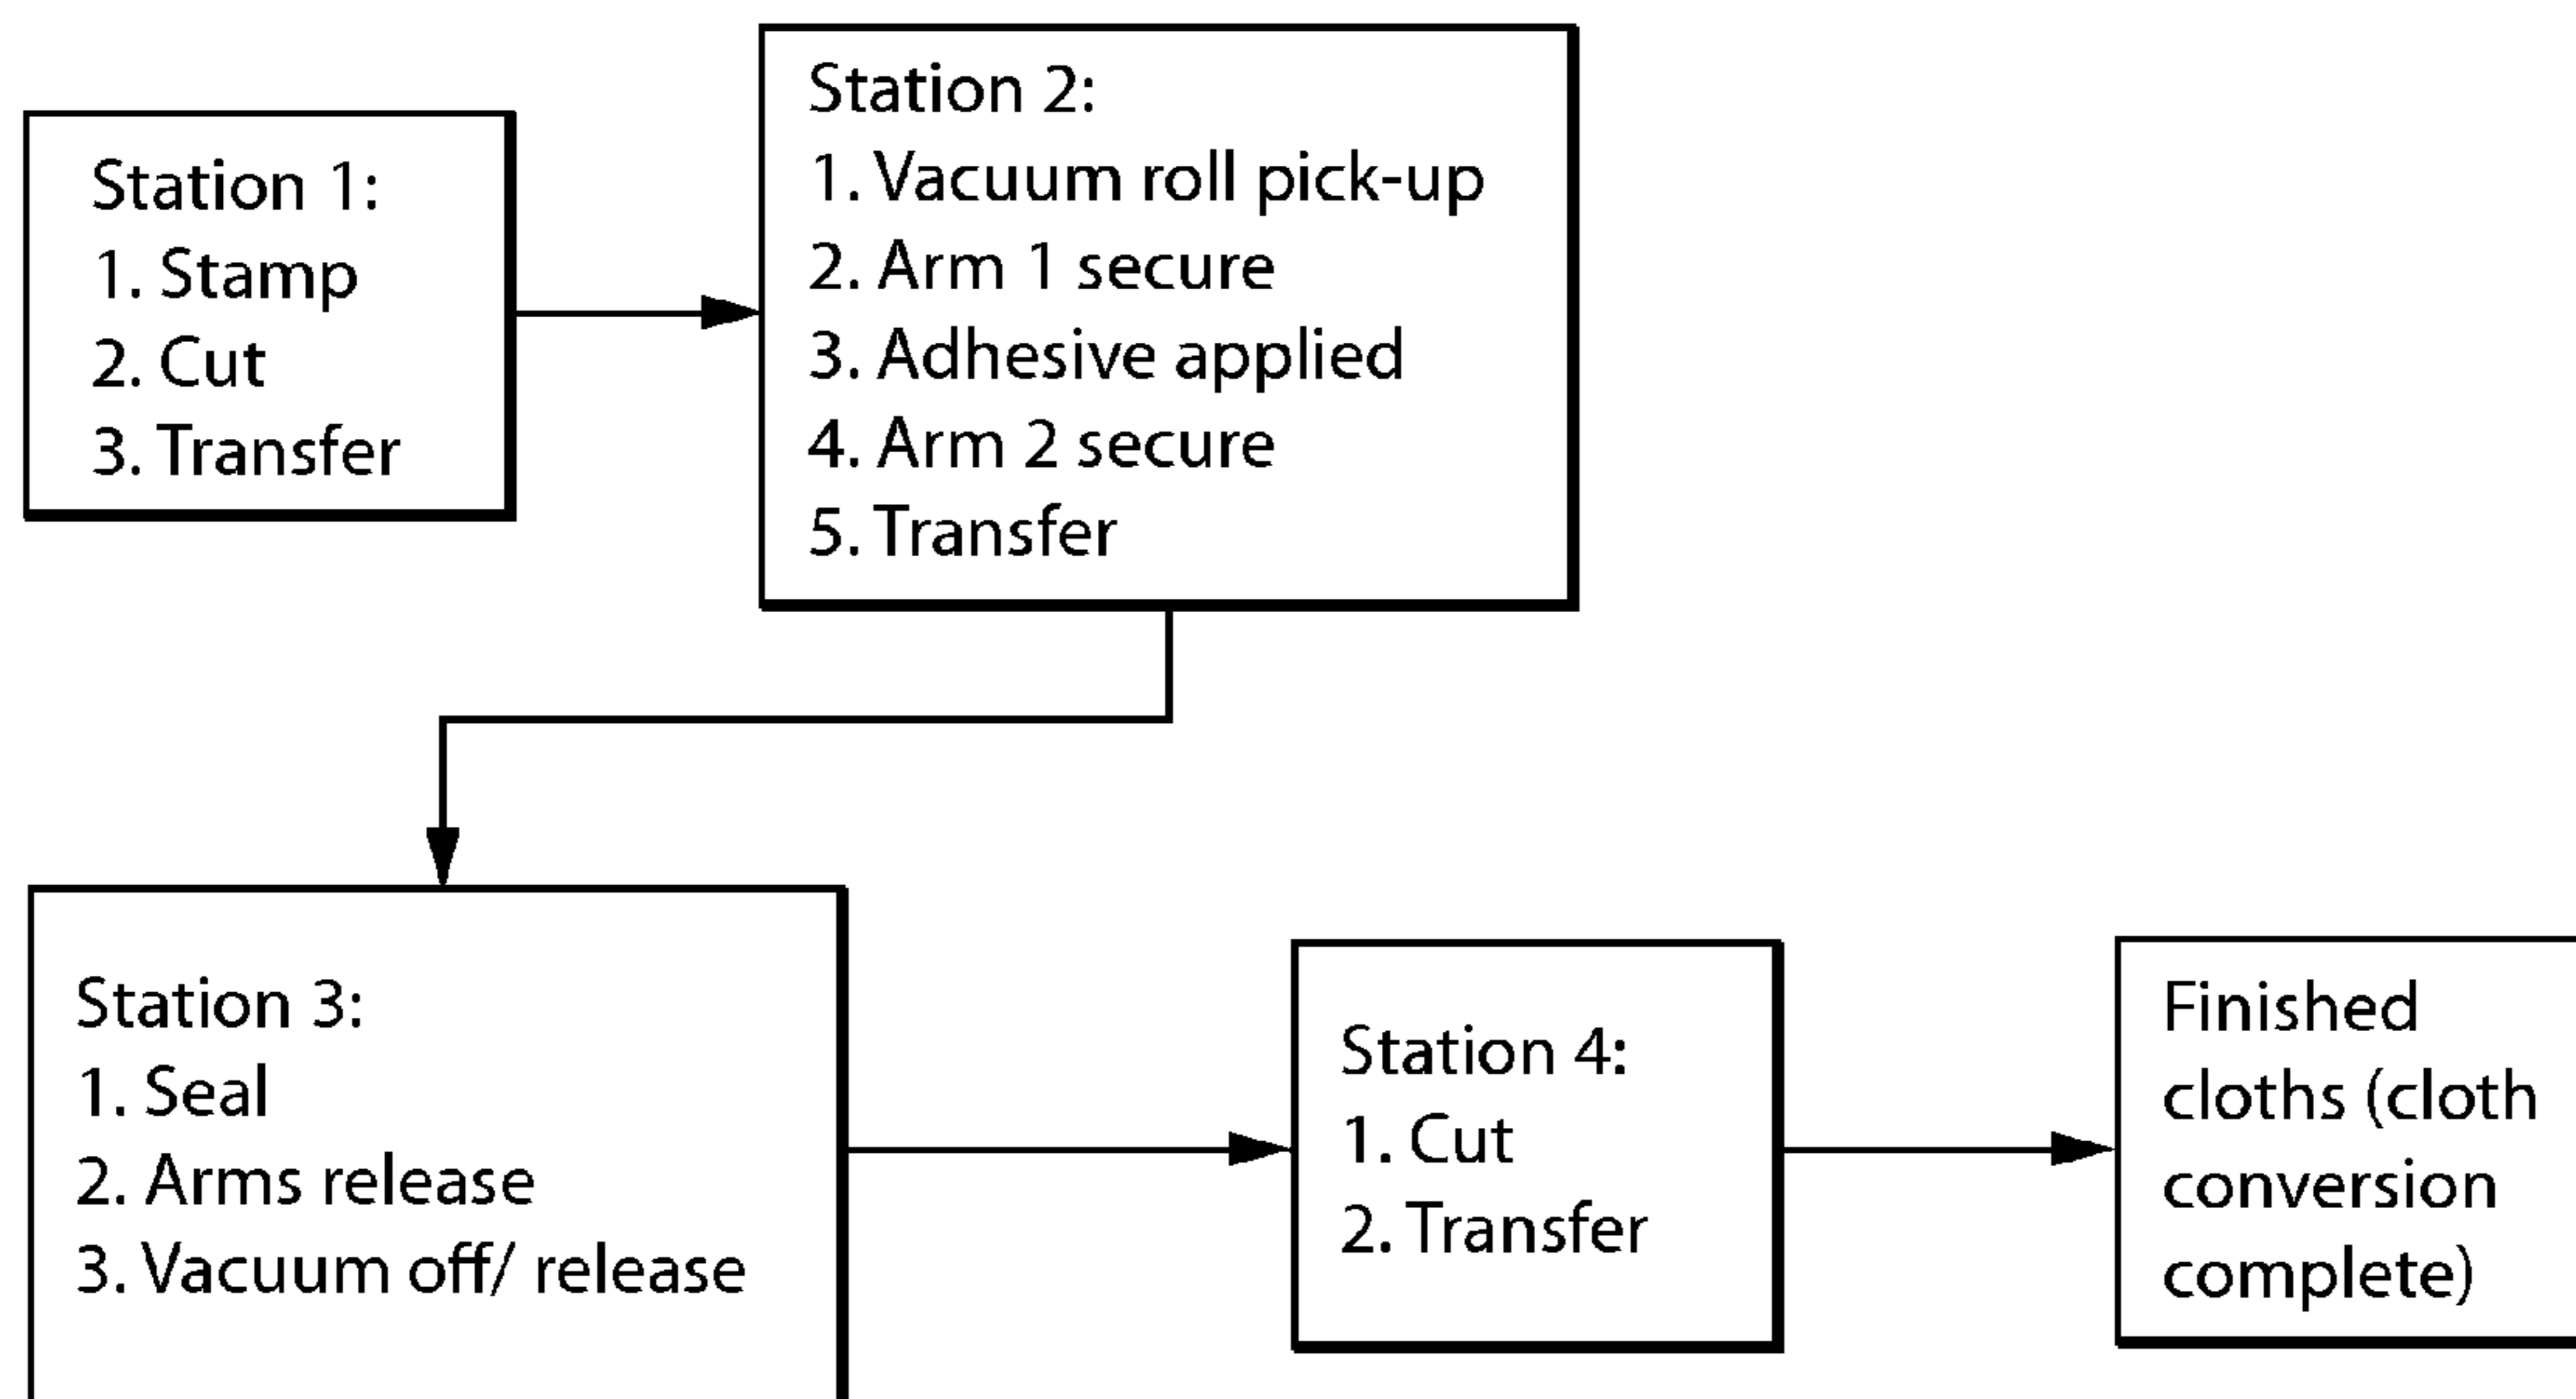 Station 1:
1. Stamp
2. Cut
3. Transfer
Station 2:
1. Vacuum roll pick-up
2. Arm 1 secure
3. Adhesive applied
4. Arm 2 secure
5. Transfer
Station 3:
1. Seal
2. Arms release
3. Vacuum off/ release
Station 4:
1. Cut
2. Transfer
Finished
cloths (cloth
conversion
complete)